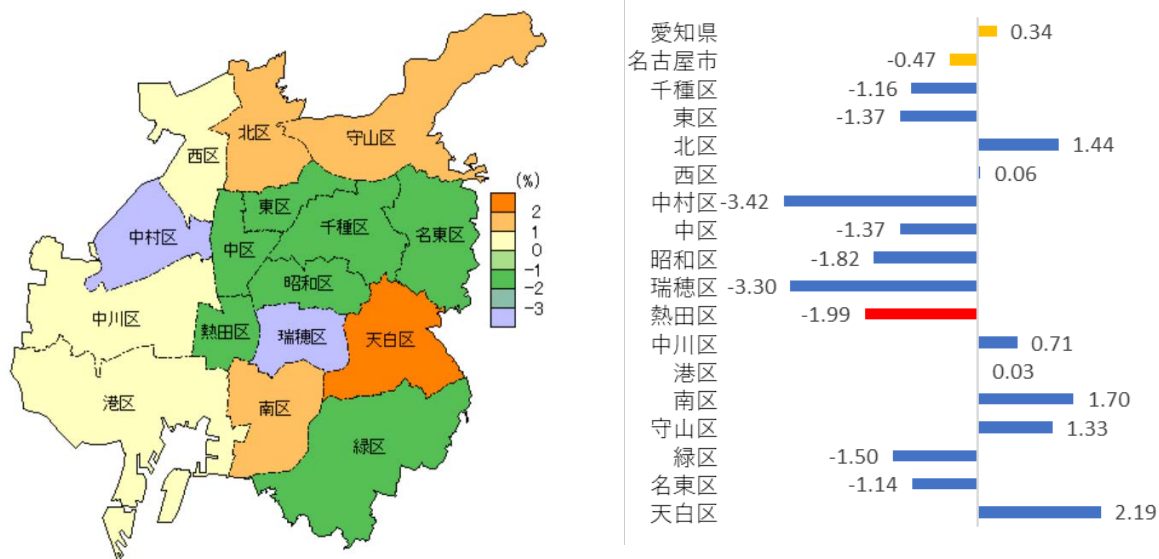 北区
守山区
西区
東区
千種区
名東区
中村区
中区
昭和区
中川区
熱田区
瑞穂区
天白区
港区
南区
緑区
(%)
2
1
0
-1
-2
-3
愛知県 0.34
名古屋市 -0.47
千種区 -1.16
東区 -1.37
北区 1.44
西区 0.06
中村区 -3.42
中区 -1.37
昭和区 -1.82
瑞穂区 -3.30
熱田区 -1.99
中川区 0.71
港区 0.03
南区 1.70
守山区 1.33
緑区 -1.50
名東区 -1.14
天白区 2.19